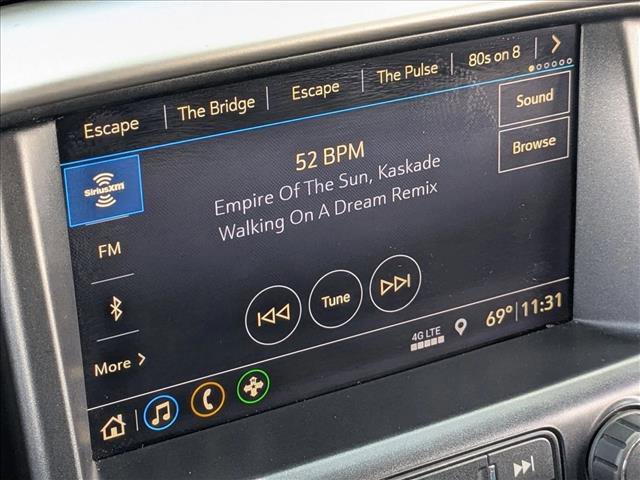 Escape The Bridge Escape The Pulse 80s on 8
SiriusXM
Sound
Browse
52 BPM
Empire Of The Sun, Kaskade
Walking On A Dream Remix
FM
Tune
More
4G LTE
69° 11:31